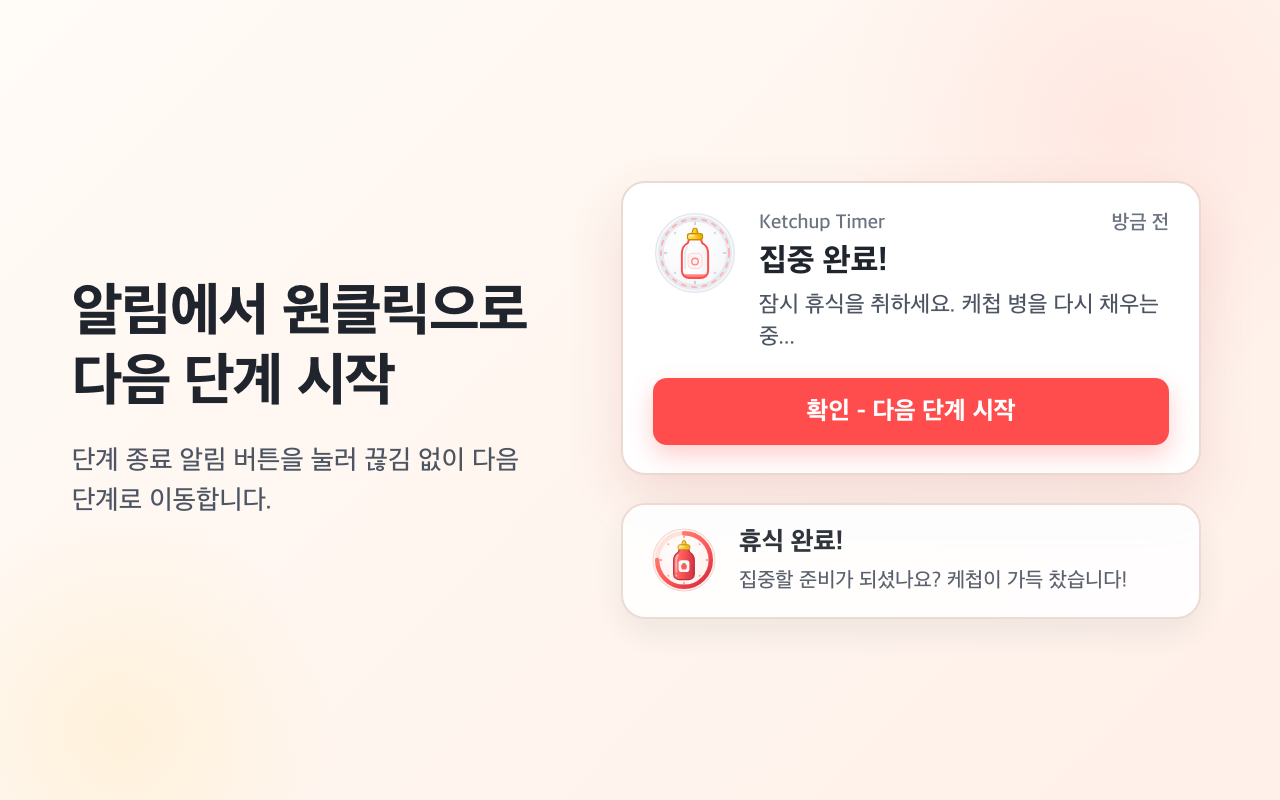 알림에서 원클릭으로
다음 단계 시작
단계 종료 알림 버튼을 눌러 끊김 없이 다음
단계로 이동합니다.
Ketchup Timer
방금 전
집중 완료!
잠시 휴식을 취하세요. 케첩 병을 다시 채우는
중...
확인 - 다음 단계 시작
휴식 완료!
집중할 준비가 되셨나요? 케첩이 가득 찼습니다!